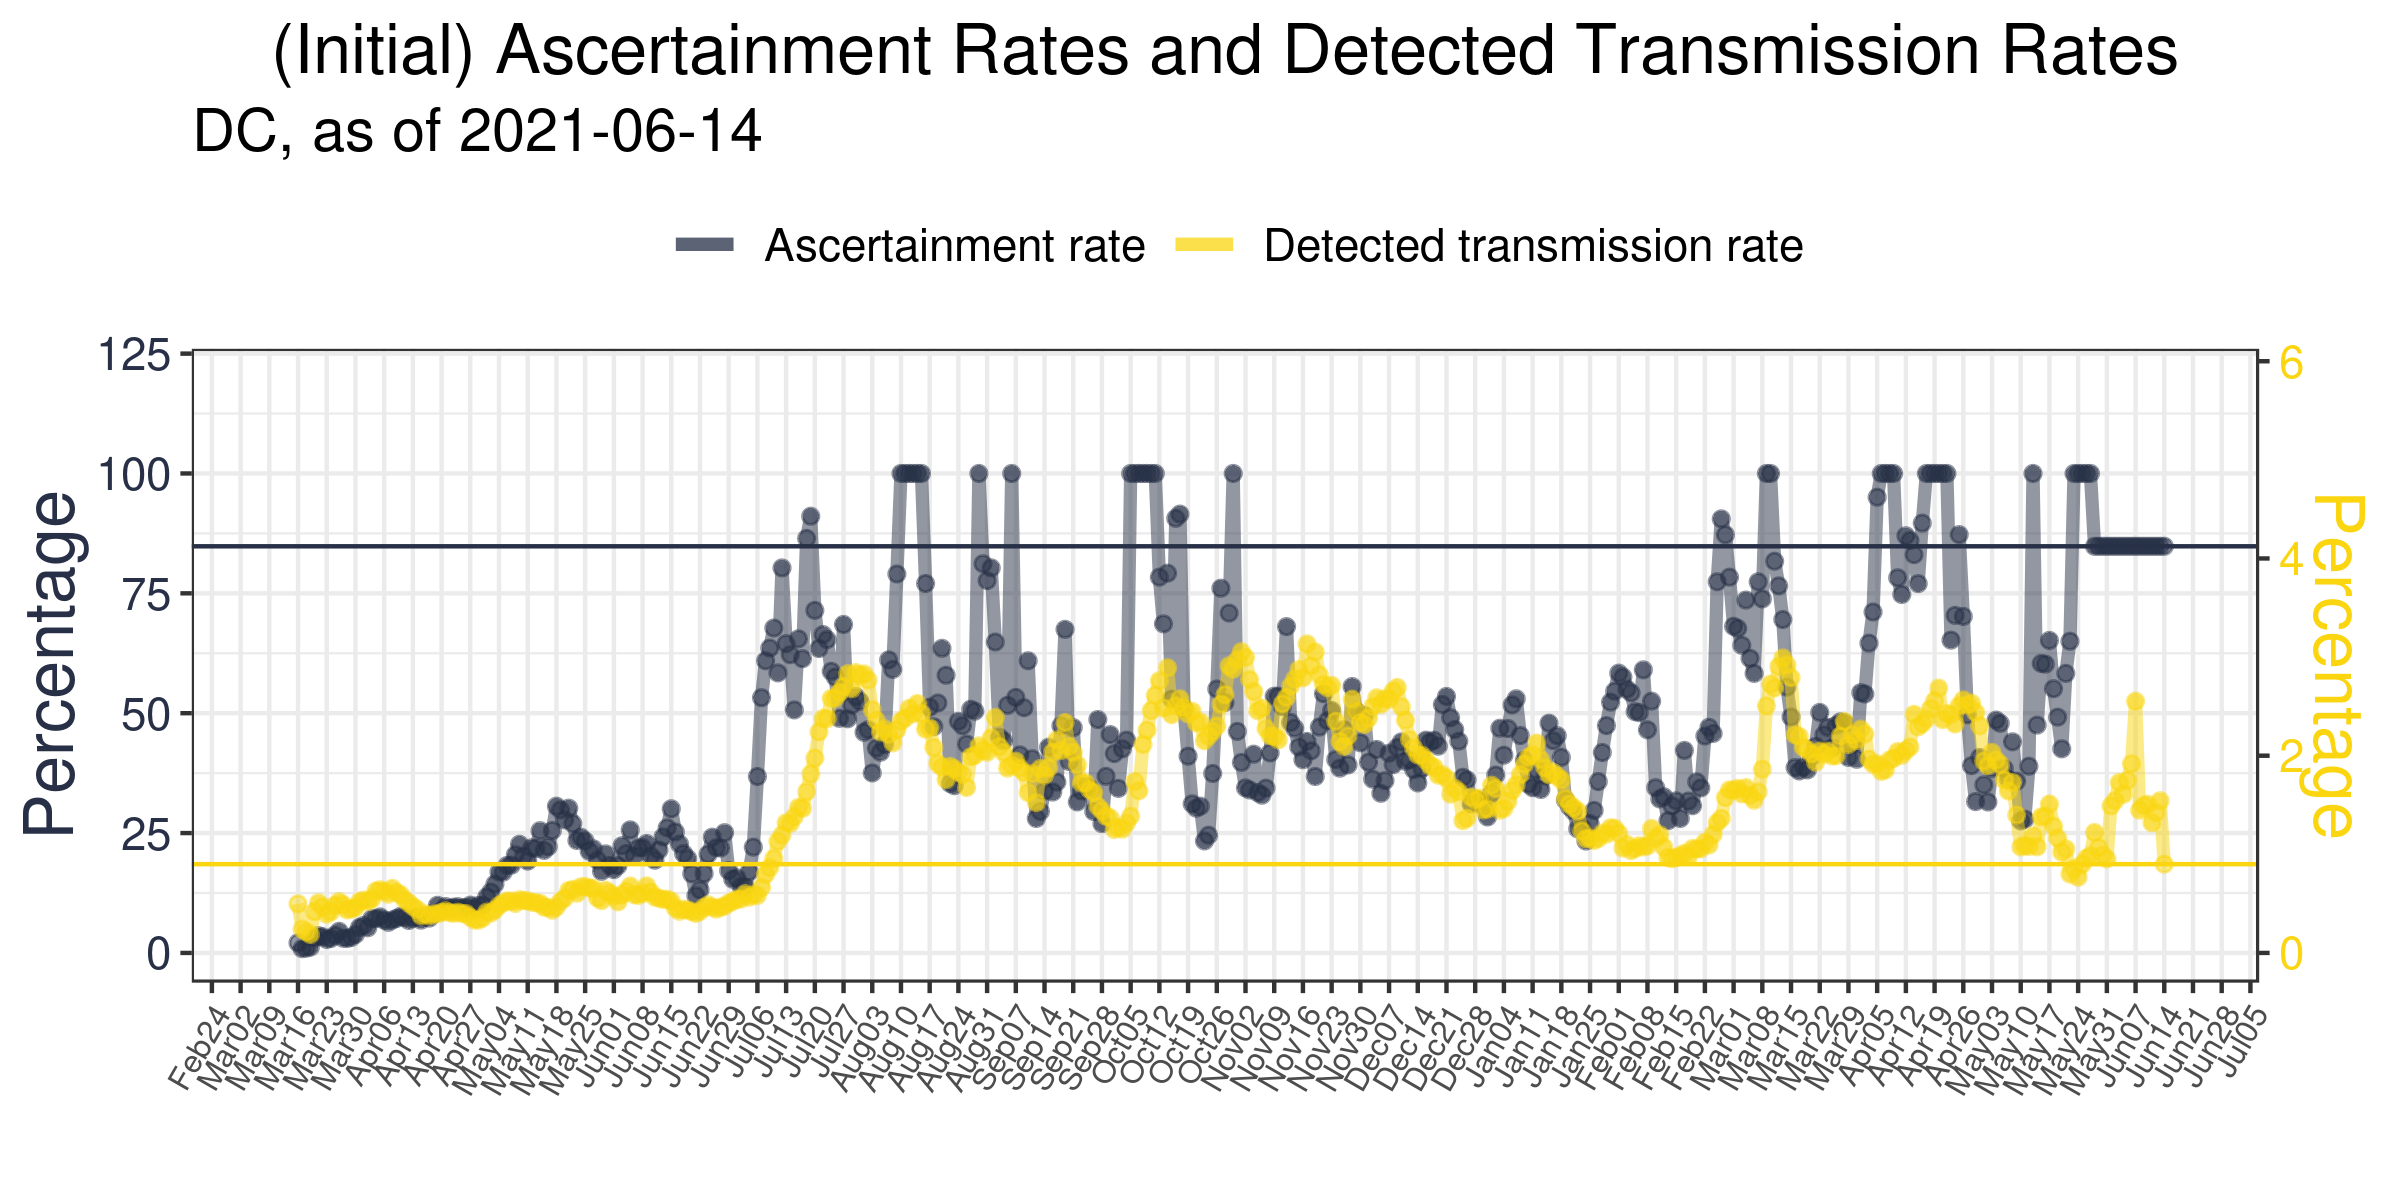 (Initial) Ascertainment Rates and Detected Transmission Rates
DC, as of 2021-06-14
Ascertainment rate Detected transmission rate
Percentage
125
100
75
50
25
0
6
4
2
0
Percentage
Feb24 Mar02 Mar09 Mar16 Mar23 Mar30 Apr06 Apr13 Apr20 Apr27 May04 May11 May18 May25 Jun01 Jun08 Jun15 Jun22 Jun29 Jul06 Jul13 Jul20 Jul27 Aug03 Aug10 Aug17 Aug24 Aug31 Sep07 Sep14 Sep21 Sep28 Oct05 Oct12 Oct19 Oct26 Nov02 Nov09 Nov16 Nov23 Nov30 Dec07 Dec14 Dec21 Dec28 Jan04 Jan11 Jan18 Jan25 Feb01 Feb08 Feb15 Feb22 Mar01 Mar08 Mar15 Mar22 Mar29 Apr05 Apr12 Apr19 Apr26 May03 May10 May17 May24 May31 Jun07 Jun14 Jun21 Jun28 Jul05